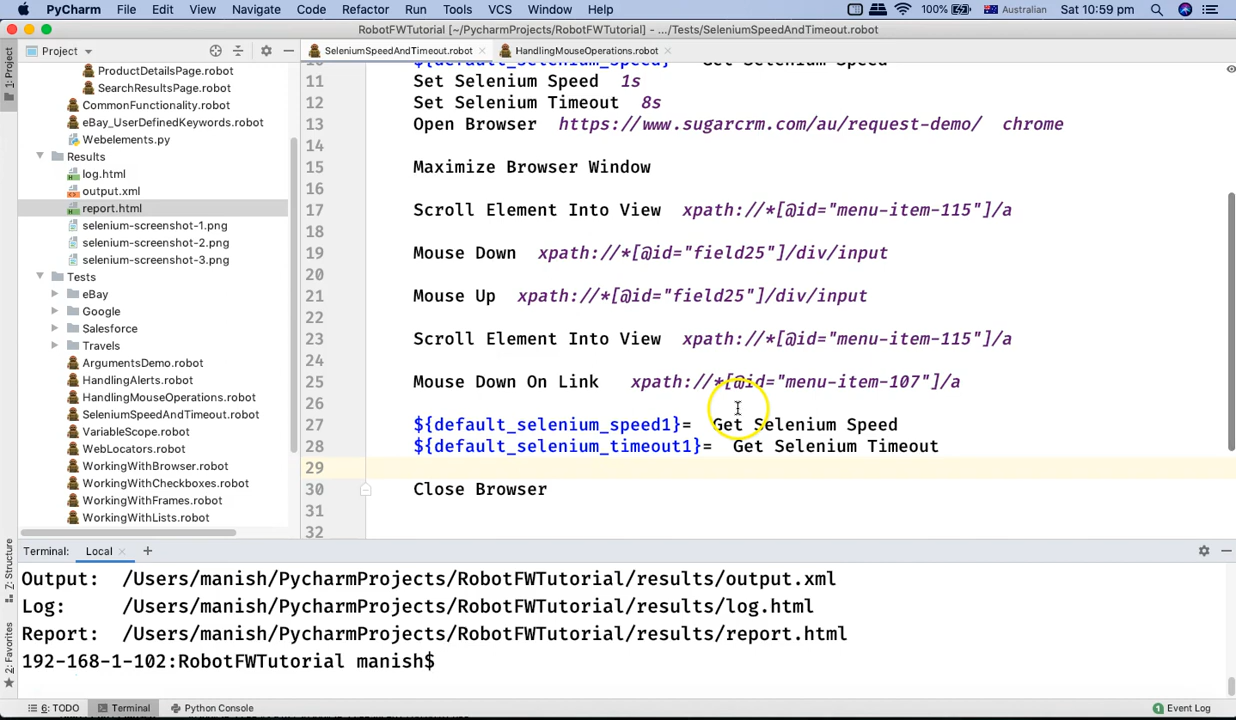 PyCharm File Edit View Navigate Code Refactor Run Tools VCS Window Help 100% Australian Sat 10:59 pm
RobotFWTutorial [~/PycharmProjects/RobotFWTutorial] - .../Tests/SeleniumSpeedAndTimeout.robot
Project
SeleniumSpeedAndTimeout.robot
HandlingMouseOperations.robot
1: Project
ProductDetailsPage.robot
SearchResultsPage.robot
CommonFunctionality.robot
eBay_UserDefinedKeywords.robot
Webelements.py
Results
log.html
output.xml
report.html
selenium-screenshot-1.png
selenium-screenshot-2.png
selenium-screenshot-3.png
Tests
eBay
Google
Salesforce
Travels
ArgumentsDemo.robot
HandlingAlerts.robot
HandlingMouseOperations.robot
SeleniumSpeedAndTimeout.robot
VariableScope.robot
WebLocators.robot
WorkingWithBrowser.robot
WorkingWithCheckboxes.robot
WorkingWithFrames.robot
WorkingWithLists.robot
10 ${default_selenium_speed}= Get Selenium Speed
11 Set Selenium Speed 1s
12 Set Selenium Timeout 8s
13 Open Browser https://www.sugarcrm.com/au/request-demo/ chrome
14
15 Maximize Browser Window
16
17 Scroll Element Into View xpath://*[@id="menu-item-115"]/a
18
19 Mouse Down xpath://*[@id="field25"]/div/input
20
21 Mouse Up xpath://*[@id="field25"]/div/input
22
23 Scroll Element Into View xpath://*[@id="menu-item-115"]/a
24
25 Mouse Down On Link xpath://*[@id="menu-item-107"]/a
26
27 ${default_selenium_speed1}= Get Selenium Speed
28 ${default_selenium_timeout1}= Get Selenium Timeout
29
30 Close Browser
31
32
Z: Structure
2: Favorites
Terminal: Local
Output: /Users/manish/PycharmProjects/RobotFWTutorial/results/output.xml
Log: /Users/manish/PycharmProjects/RobotFWTutorial/results/log.html
Report: /Users/manish/PycharmProjects/RobotFWTutorial/results/report.html
192-168-1-102:RobotFWTutorial manish$
6: TODO Terminal Python Console 1 Event Log